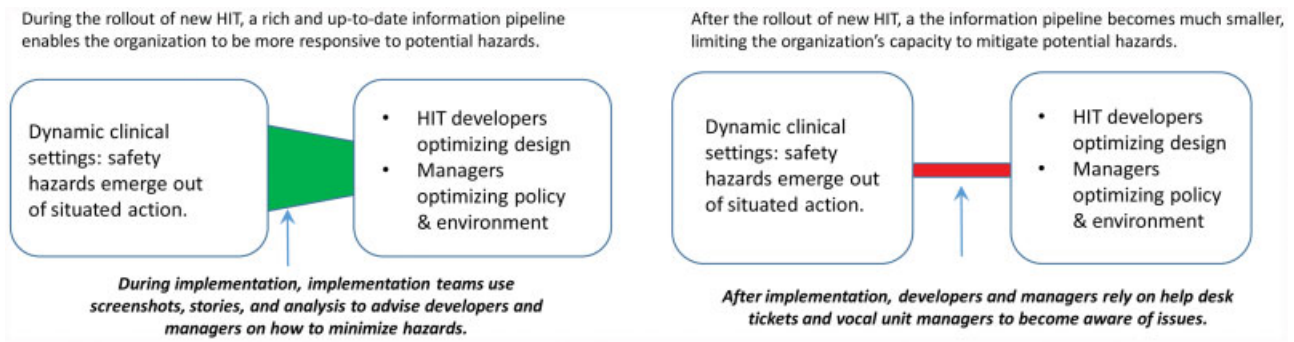 During the rollout of new HIT, a rich and up-to-date information pipeline
enables the organization to be more responsive to potential hazards.
Dynamic clinical
settings: safety
hazards emerge out
of situated action.
• HIT developers
optimizing design
• Managers
optimizing policy
& environment
During implementation, implementation teams use
screenshots, stories, and analysis to advise developers and
managers on how to minimize hazards.
After the rollout of new HIT, a the information pipeline becomes much smaller,
limiting the organization's capacity to mitigate potential hazards.
Dynamic clinical
settings: safety
hazards emerge out
of situated action.
• HIT developers
optimizing design
• Managers
optimizing policy
& environment
After implementation, developers and managers rely on help desk
tickets and vocal unit managers to become aware of issues.